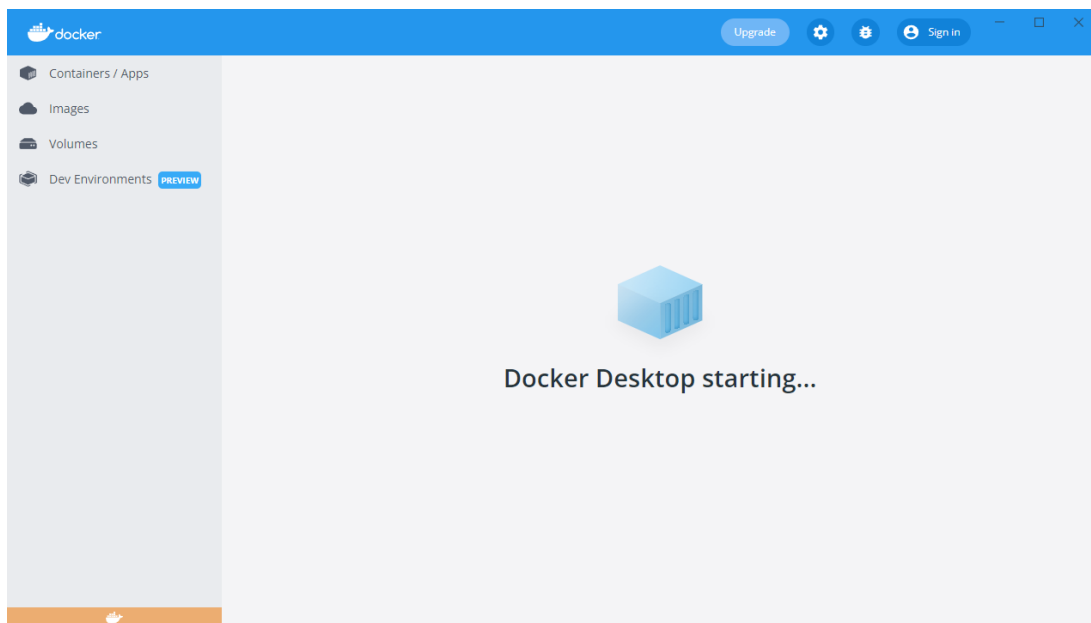 docker
Upgrade
Sign in
Containers / Apps
Images
Volumes
Dev Environments PREVIEW
Docker Desktop starting...